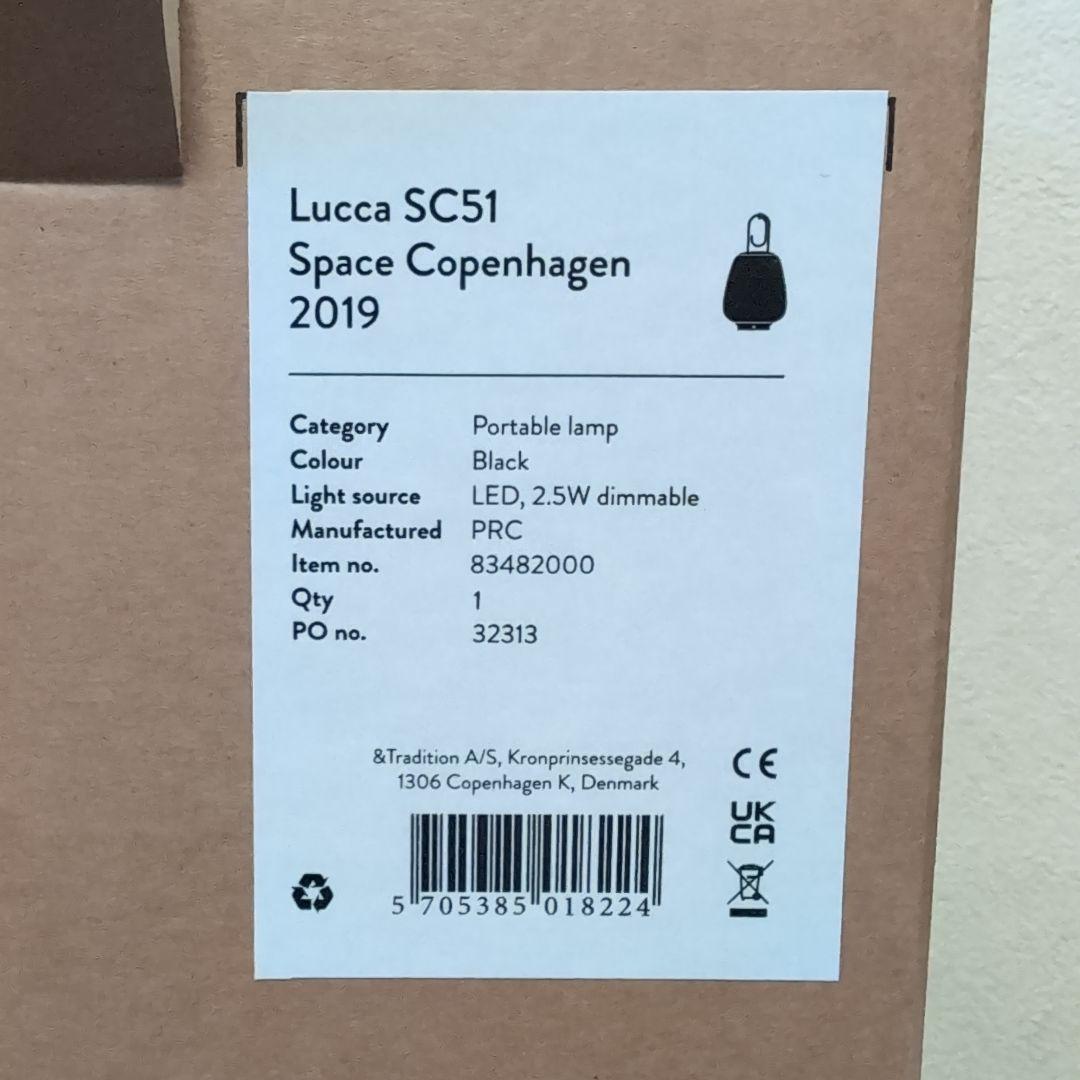 Lucca SC51
Space Copenhagen
2019
Category Portable lamp
Colour Black
Light source LED, 2.5W dimmable
Manufactured PRC
Item no. 83482000
Qty 1
PO no. 32313
&Tradition A/S, Kronprinsessegade 4,
1306 Copenhagen K, Denmark
CE
UK
CA
5 705385 018224